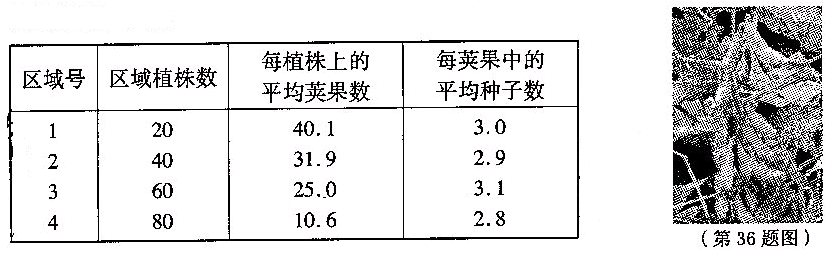 区域号 区域植株数 每植株上的平均荚果数 每荚果中的平均种子数
1 20 40.1 3.0
2 40 31.9 2.9
3 60 25.0 3.1
4 80 10.6 2.8
（第36题图）